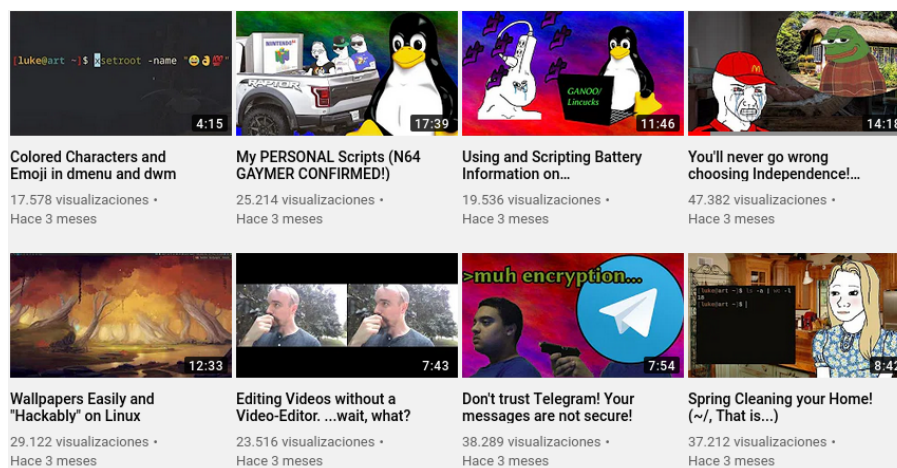 [luke@art ~]$ xsetroot -name "😀👌💯"
4:15
NINTENDO 64
RAPTOR
17:39
GANOO/
Lincucks
11:46
14:18
Colored Characters and
Emoji in dmenu and dwm
17.578 visualizaciones •
Hace 3 meses
My PERSONAL Scripts (N64
GAYMER CONFIRMED!)
25.214 visualizaciones •
Hace 3 meses
Using and Scripting Battery
Information on…
19.536 visualizaciones •
Hace 3 meses
You'll never go wrong
choosing Independence!…
47.382 visualizaciones •
Hace 3 meses
12:33
7:43
>muh encryption...
7:54
[luke@art ~]$ ls -a | wc -l
18
[luke@art ~]$
8:42
Wallpapers Easily and
"Hackably" on Linux
29.122 visualizaciones •
Hace 3 meses
Editing Videos without a
Video-Editor. ...wait, what?
23.516 visualizaciones •
Hace 3 meses
Don't trust Telegram! Your
messages are not secure!
38.289 visualizaciones •
Hace 3 meses
Spring Cleaning your Home!
(~/, That is...)
37.212 visualizaciones •
Hace 3 meses